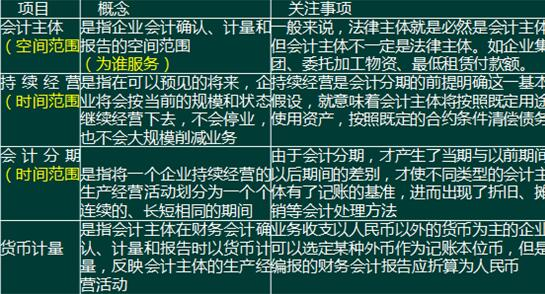 项目 概念 关注事项
会计主体
（空间范围
是指企业会计确认、计量和
报告的空间范围
（为谁服务）
一般来说，法律主体就是必然是会计主体
但会计主体不一定是法律主体。如企业集
团、委托加工物资、最低租赁付款额。
持续经营
（时间范围
是指在可以预见的将来，企
业将会按当前的规模和状态
继续经营下去，不会停业，
也不会大规模削减业务
持续经营是会计分期的前提明确这一基本
假设，就意味着会计主体将按照既定用途
使用资产，按照既定的合约条件清偿债务
会计分期
（时间范围
是指将一个企业持续经营的
生产经营活动划分为一个个
连续的、长短相同的期间
由于会计分期，才产生了当期与以前期间
以后期间的差别，才使不同类型的会计主
体有了记账的基准，进而出现了折旧、摊
销等会计处理方法
货币计量
是指会计主体在财务会计确
认、计量和报告时以货币计
量，反映会计主体的生产经
营活动
业务收支以人民币以外的货币为主的企业
可以选定某种外币作为记账本位币，但是
编报的财务会计报告应折算为人民币